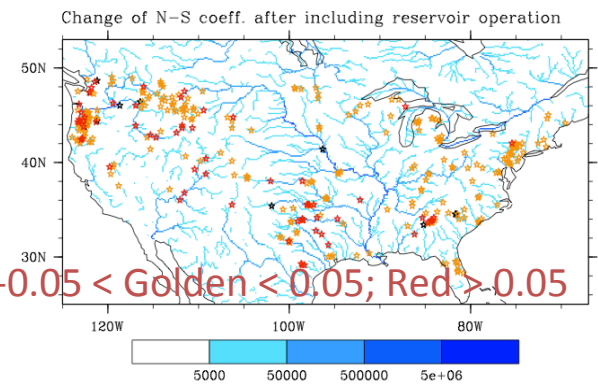 Change of N-S coeff. after including reservoir operation
50N
40N
30N
-0.05 < Golden < 0.05; Red > 0.05
120W 100W 80W
5000 50000 500000 5e+06